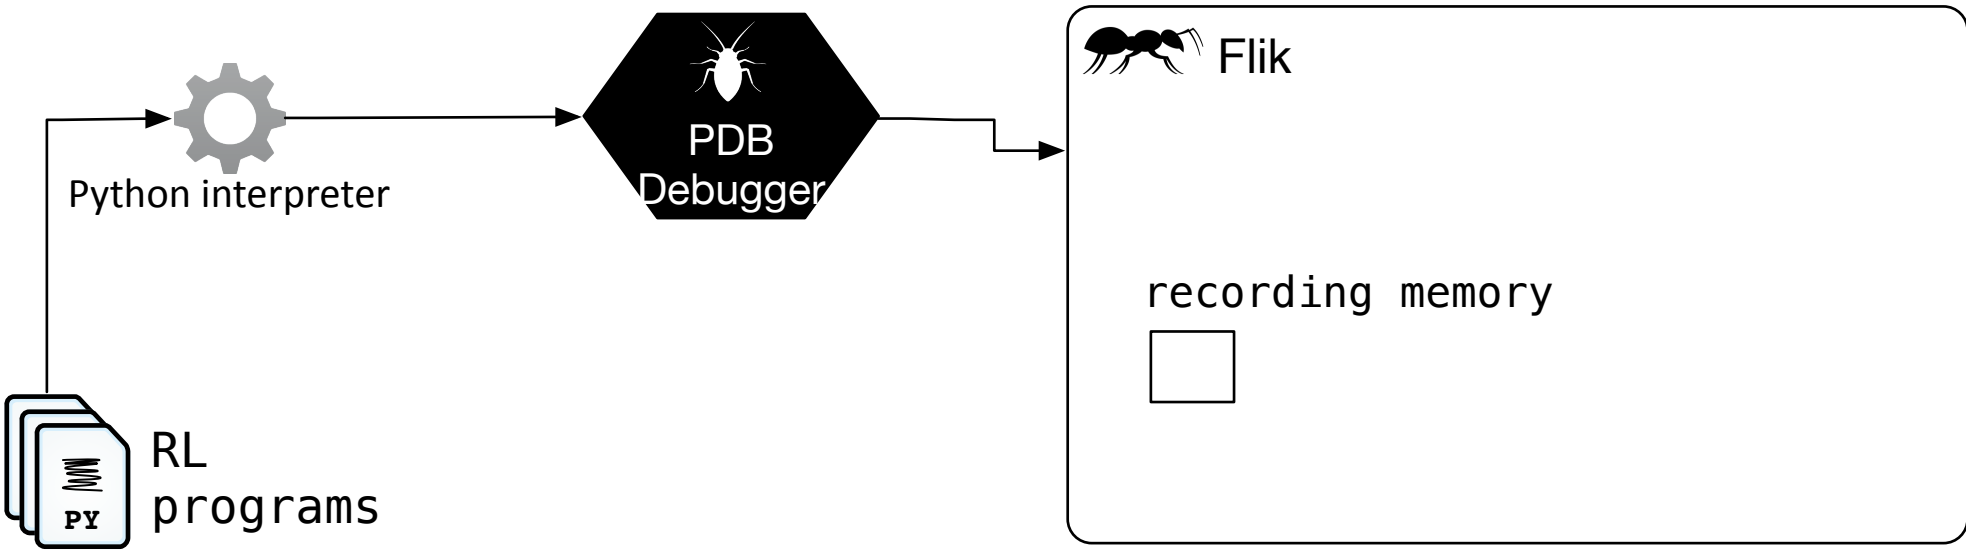 Flik
PDB
Debugger
Python interpreter
recording memory
RL
programs
PY